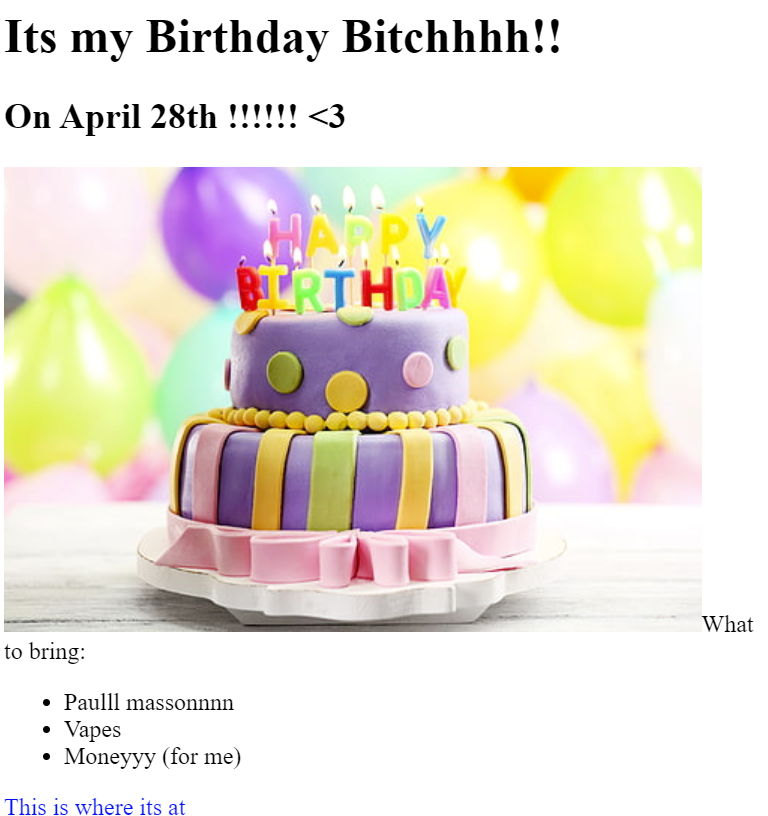 Its my Birthday Bitchhhh!!
On April 28th !!!!!! <3
HAPPY
BIRTHDAY
What
to bring:
Paulll massonnnn
Vapes
Moneyyy (for me)
This is where its at